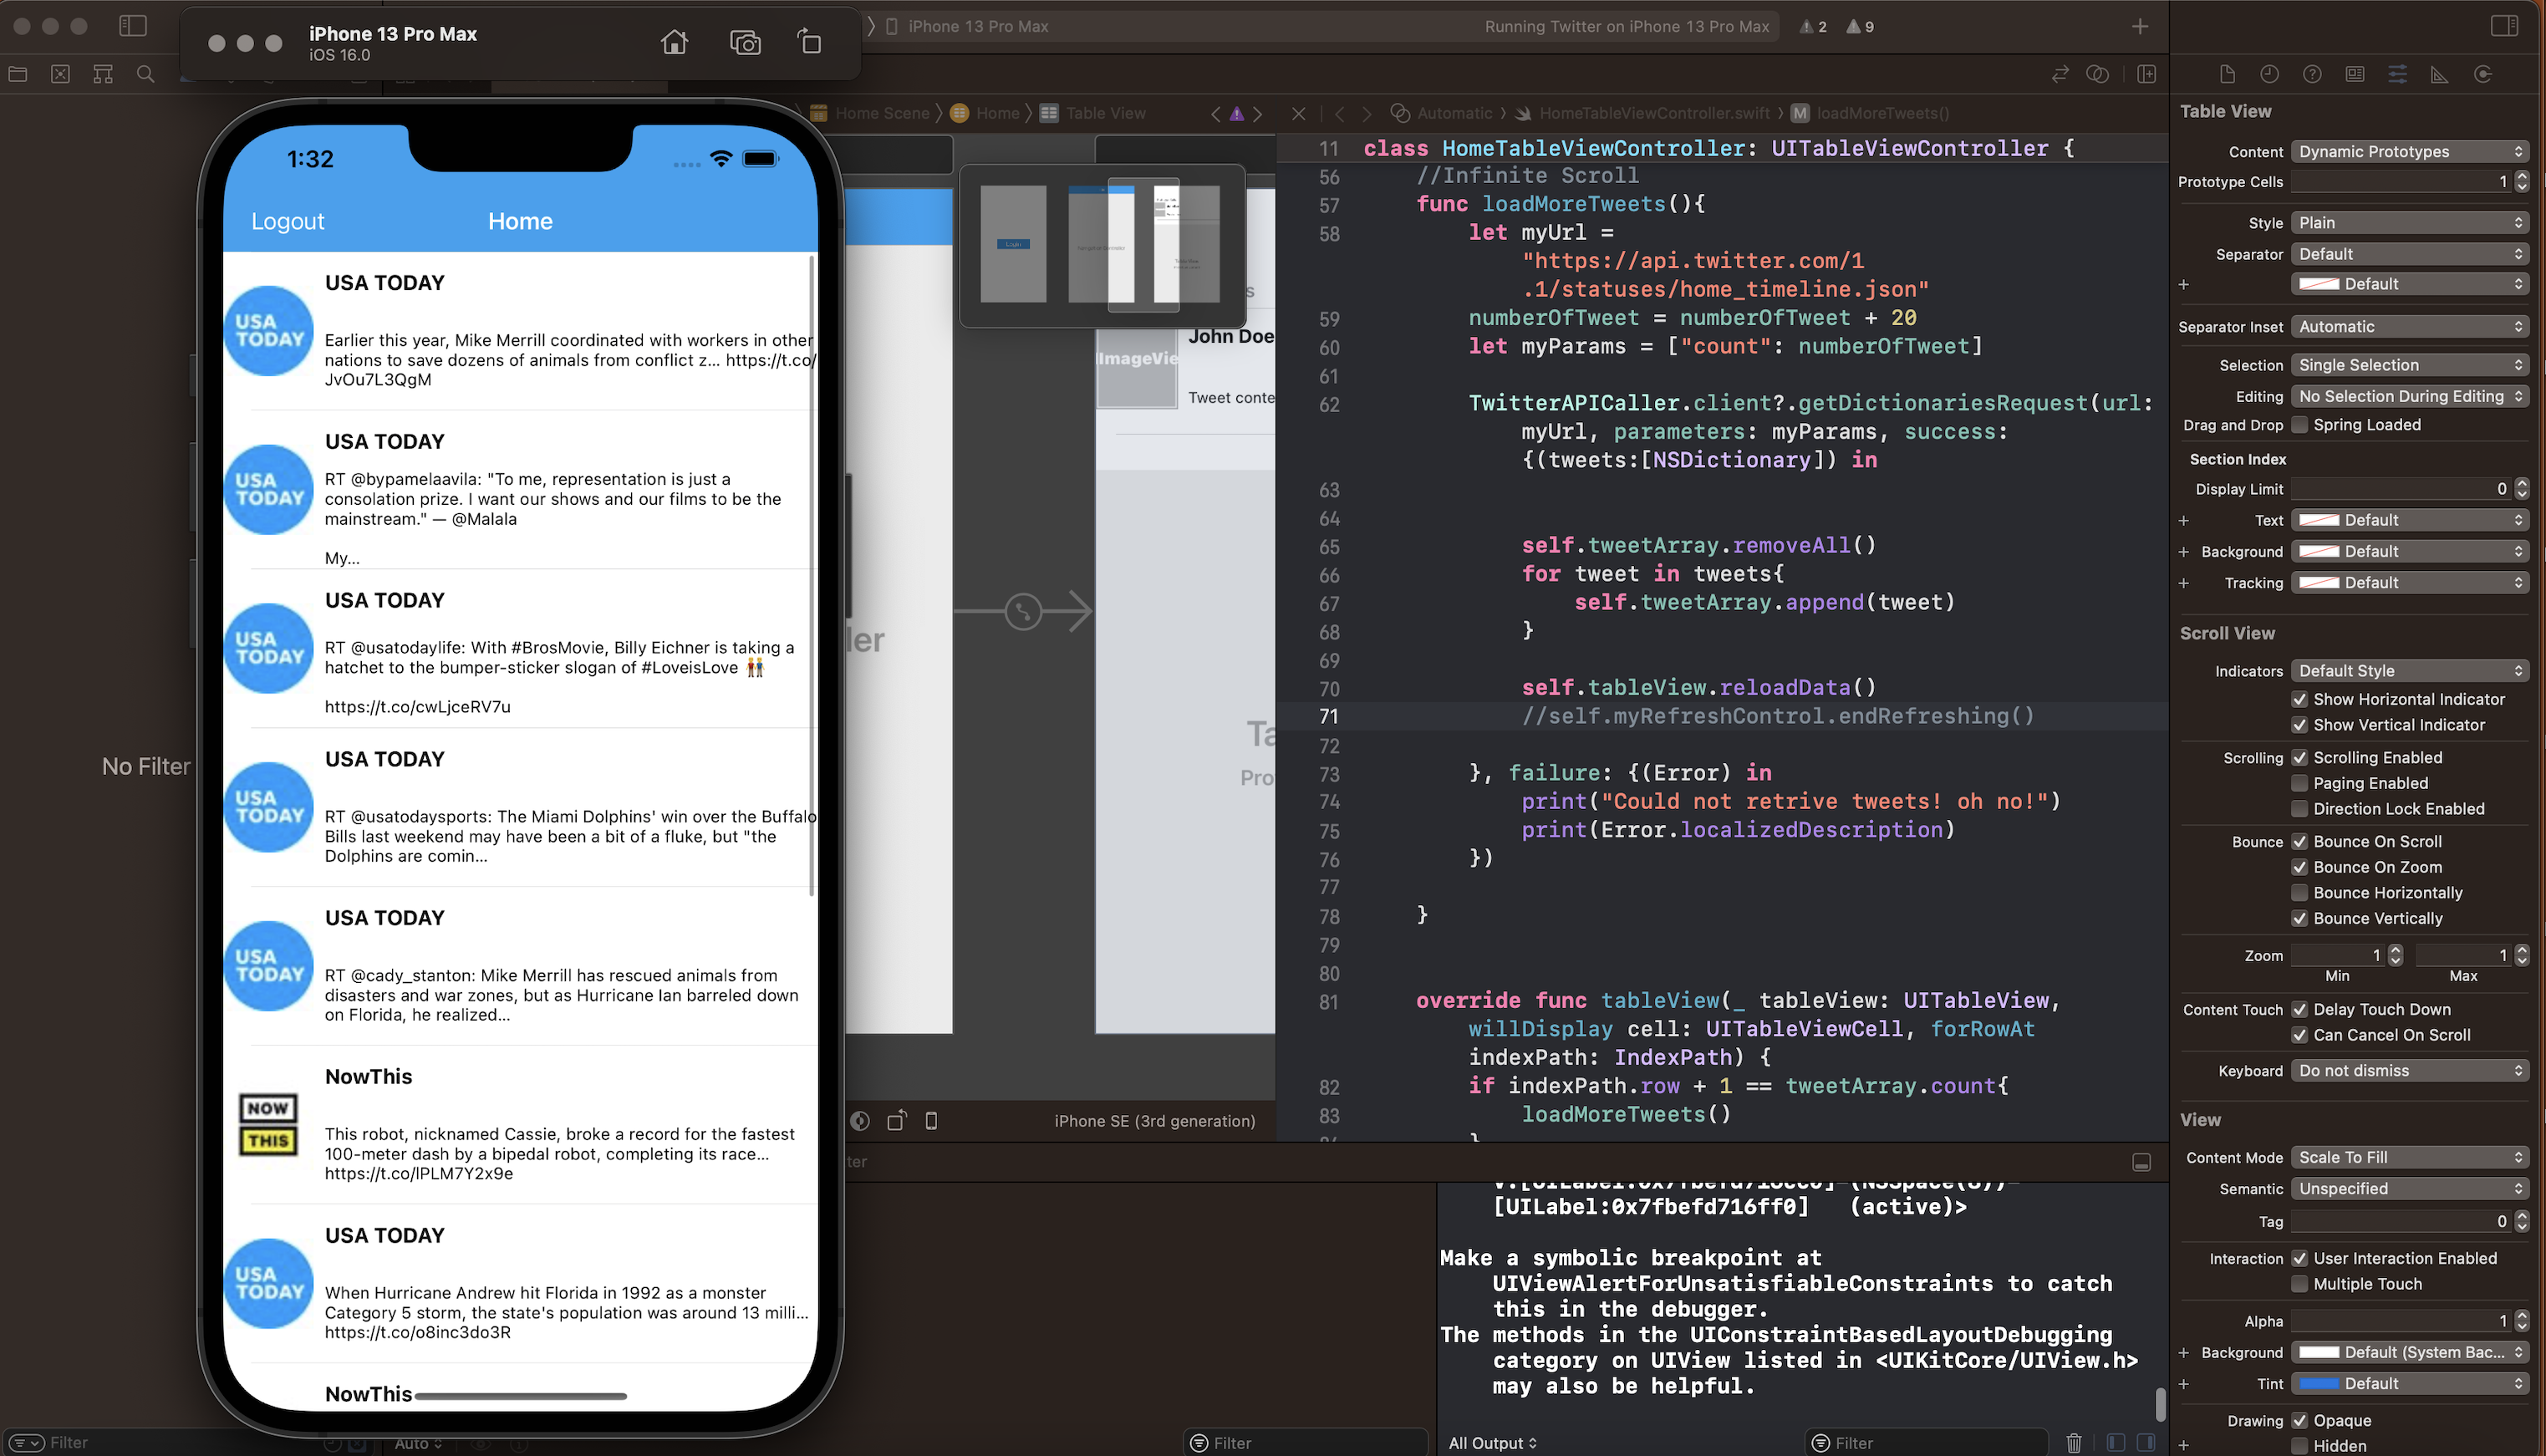 iPhone 13 Pro Max
iOS 16.0
iPhone 13 Pro Max
Running Twitter on iPhone 13 Pro Max
2
9
No Filter
Filter
1:32
Logout
Home
USA TODAY
USA
TODAY
Earlier this year, Mike Merrill coordinated with workers in other
nations to save dozens of animals from conflict z... https://t.co/
JvOu7L3QgM
USA TODAY
USA
TODAY
RT @bypamelaavila: "To me, representation is just a
consolation prize. I want our shows and our films to be the
mainstream." — @Malala
My...
USA TODAY
USA
TODAY
RT @usatodaylife: With #BrosMovie, Billy Eichner is taking a
hatchet to the bumper-sticker slogan of #LoveisLove 👬
https://t.co/cwLjceRV7u
USA TODAY
USA
TODAY
RT @usatodaysports: The Miami Dolphins' win over the Buffalo
Bills last weekend may have been a bit of a fluke, but "the
Dolphins are comin...
USA TODAY
USA
TODAY
RT @cady_stanton: Mike Merrill has rescued animals from
disasters and war zones, but as Hurricane Ian barreled down
on Florida, he realized...
NowThis
NOW
THIS
This robot, nicknamed Cassie, broke a record for the fastest
100-meter dash by a bipedal robot, completing its race...
https://t.co/lPLM7Y2x9e
USA TODAY
USA
TODAY
When Hurricane Andrew hit Florida in 1992 as a monster
Category 5 storm, the state's population was around 13 milli...
https://t.co/o8inc3do3R
NowThis
Home Scene
Home
Table View
Login
s
John Doe
ImageVie
Tweet conte
ler
Ta
Pro
iPhone SE (3rd generation)
ter
Auto
Filter
Automatic
HomeTableViewController.swift
M loadMoreTweets()
11 class HomeTableViewController: UITableViewController {
56 //Infinite Scroll
57 func loadMoreTweets(){
58 let myUrl =
"https://api.twitter.com/1
.1/statuses/home_timeline.json"
59 numberOfTweet = numberOfTweet + 20
60 let myParams = ["count": numberOfTweet]
61
62 TwitterAPICaller.client?.getDictionariesRequest(url:
myUrl, parameters: myParams, success:
{(tweets:[NSDictionary]) in
63
64
65 self.tweetArray.removeAll()
66 for tweet in tweets{
67 self.tweetArray.append(tweet)
68 }
69
70 self.tableView.reloadData()
71 //self.myRefreshControl.endRefreshing()
72
73 }, failure: {(Error) in
74 print("Could not retrive tweets! oh no!")
75 print(Error.localizedDescription)
76 })
77
78 }
79
80
81 override func tableView(_ tableView: UITableView,
willDisplay cell: UITableViewCell, forRowAt
indexPath: IndexPath) {
82 if indexPath.row + 1 == tweetArray.count{
83 loadMoreTweets()
[UILabel:0x7fbefd716ff0] (active)>
Make a symbolic breakpoint at
UIViewAlertForUnsatisfiableConstraints to catch
this in the debugger.
The methods in the UIConstraintBasedLayoutDebugging
category on UIView listed in <UIKitCore/UIView.h>
may also be helpful.
All Output
Filter
Table View
Content Dynamic Prototypes
Prototype Cells 1
Style Plain
Separator Default
+ Default
Separator Inset Automatic
Selection Single Selection
Editing No Selection During Editing
Drag and Drop Spring Loaded
Section Index
Display Limit 0
+ Text Default
+ Background Default
+ Tracking Default
Scroll View
Indicators Default Style
Show Horizontal Indicator
Show Vertical Indicator
Scrolling Scrolling Enabled
Paging Enabled
Direction Lock Enabled
Bounce Bounce On Scroll
Bounce On Zoom
Bounce Horizontally
Bounce Vertically
Zoom 1 1
Min Max
Content Touch Delay Touch Down
Can Cancel On Scroll
Keyboard Do not dismiss
View
Content Mode Scale To Fill
Semantic Unspecified
Tag 0
Interaction User Interaction Enabled
Multiple Touch
Alpha 1
+ Background Default (System Bac...
+ Tint Default
Drawing Opaque
+ Hidden